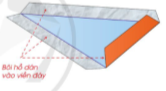 Bôi hồ dán
vào viền đáy